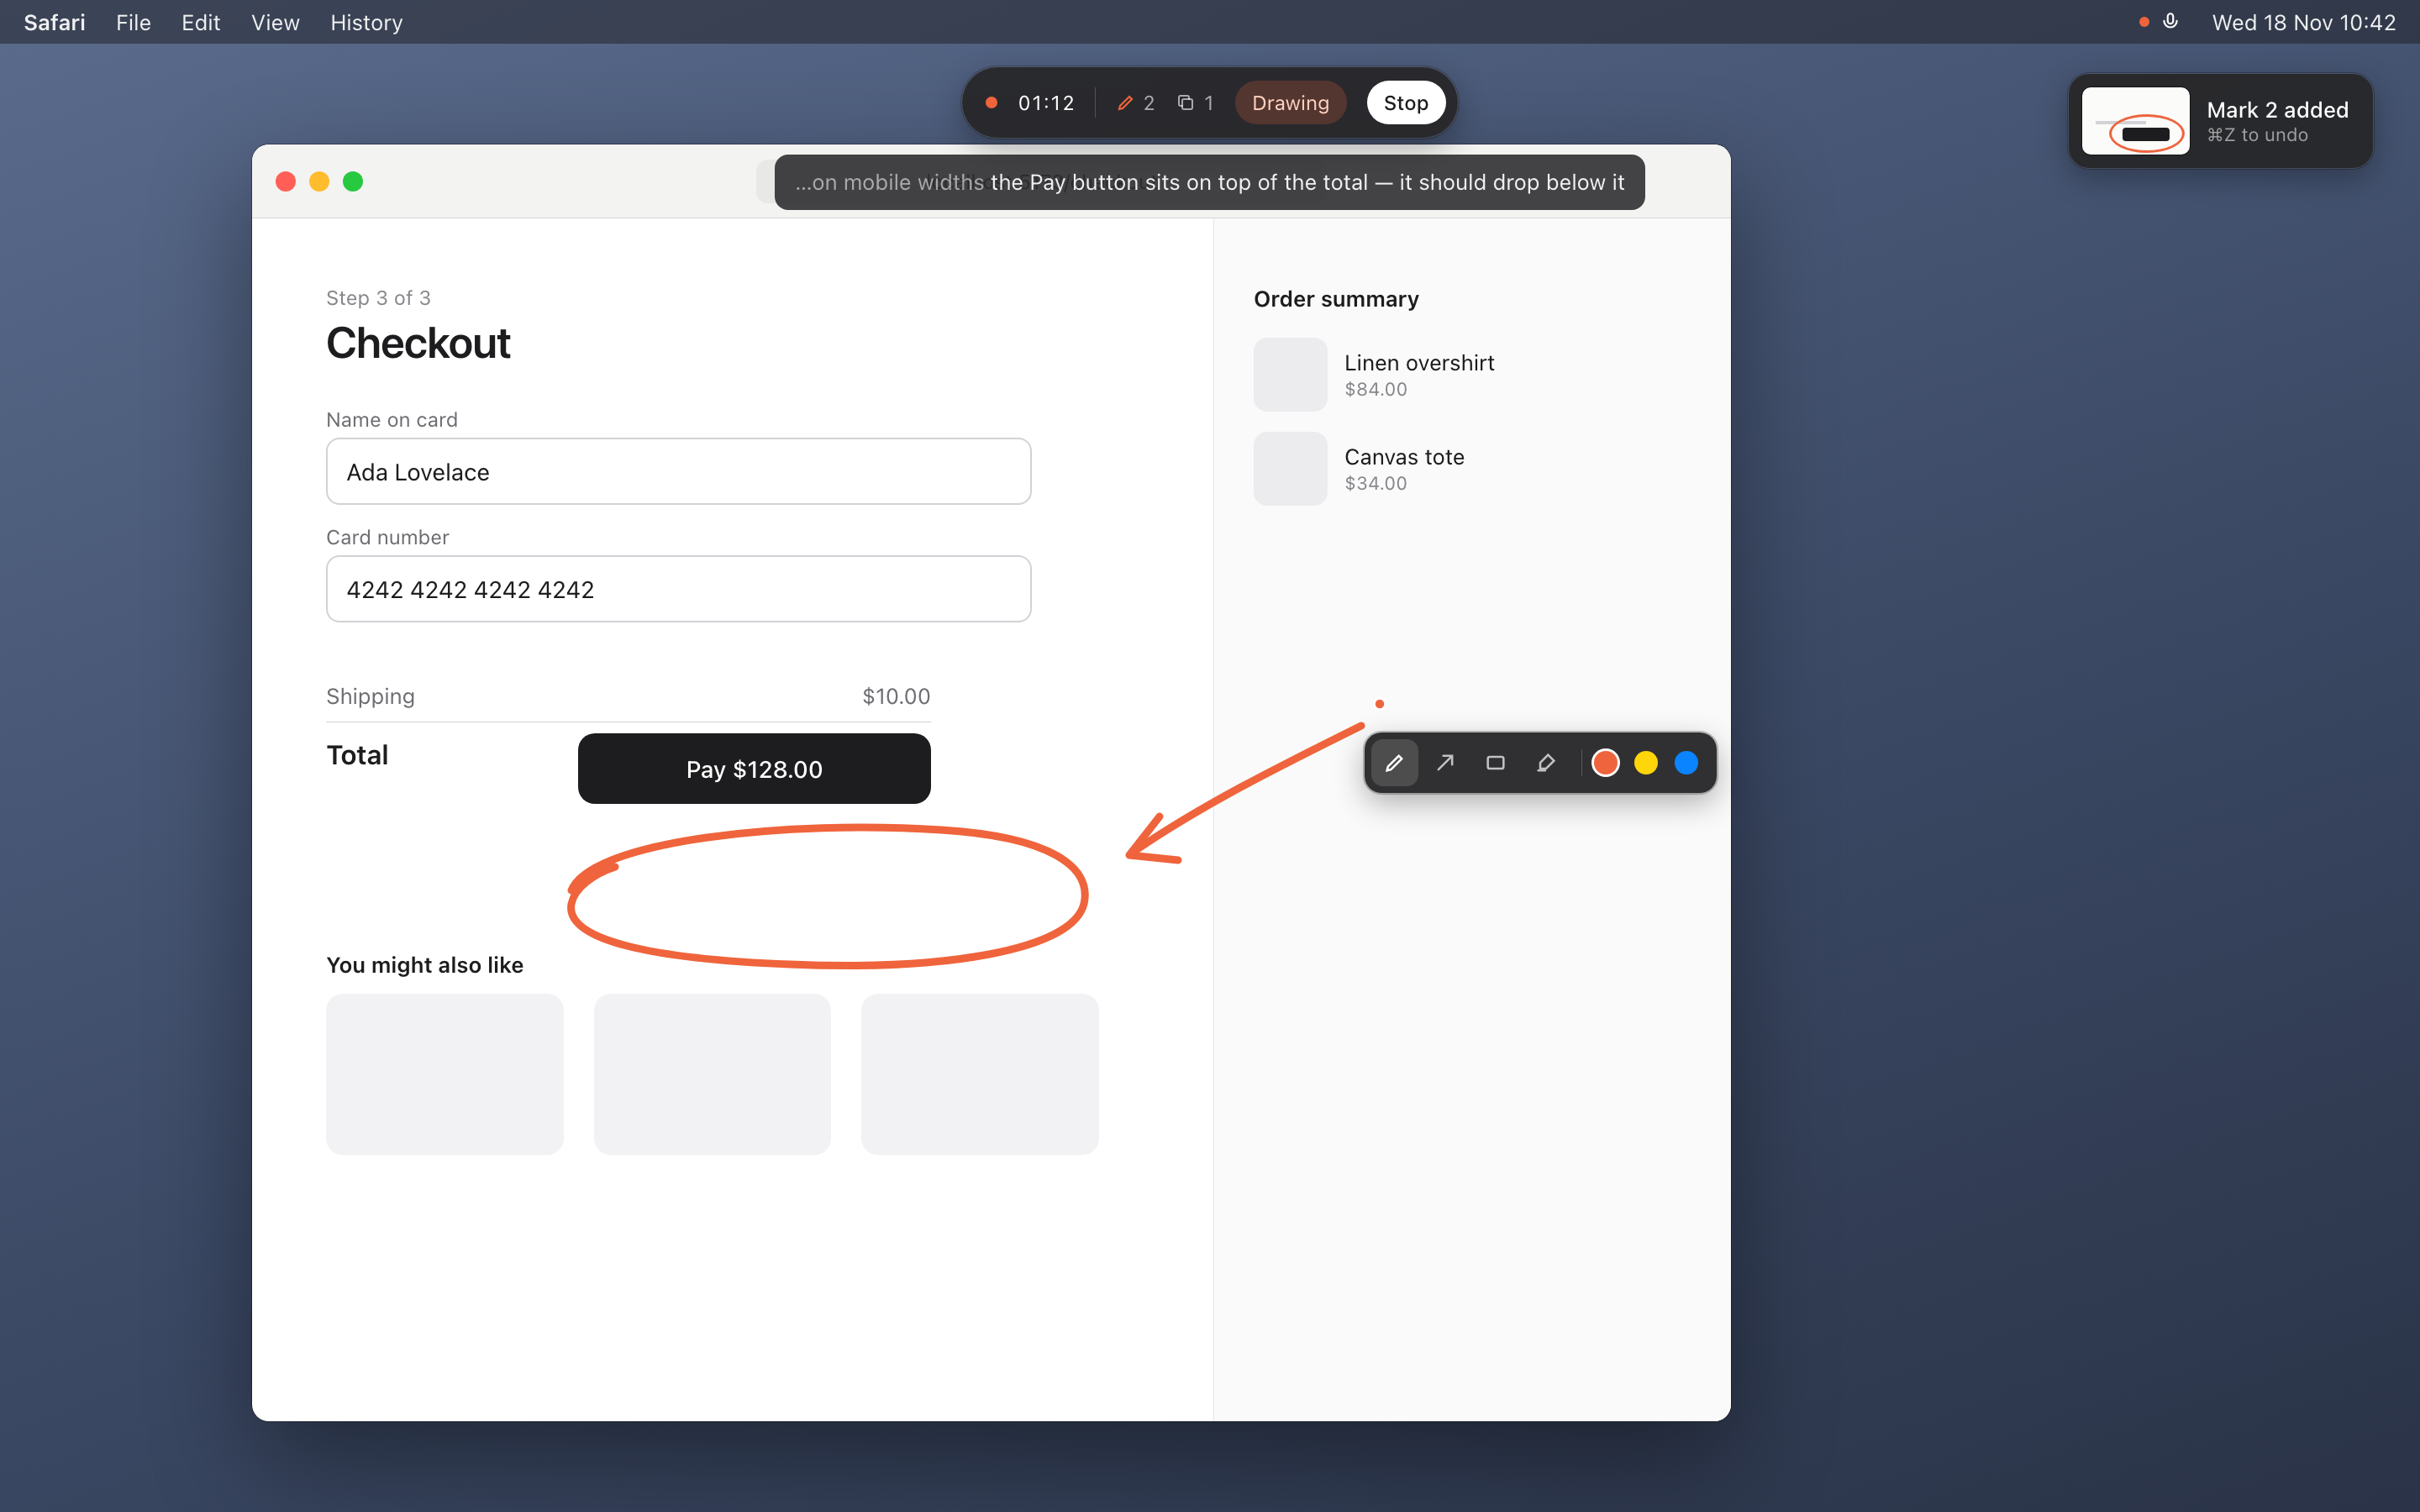 Safari File Edit View History
Wed 18 Nov 10:42
01:12 2 1 Drawing Stop
Mark 2 added
⌘Z to undo
...on mobile widths the Pay button sits on top of the total — it should drop below it
Step 3 of 3
Checkout
Name on card
Ada Lovelace
Card number
4242 4242 4242 4242
Shipping $10.00
Total
Pay $128.00
You might also like
Order summary
Linen overshirt
$84.00
Canvas tote
$34.00